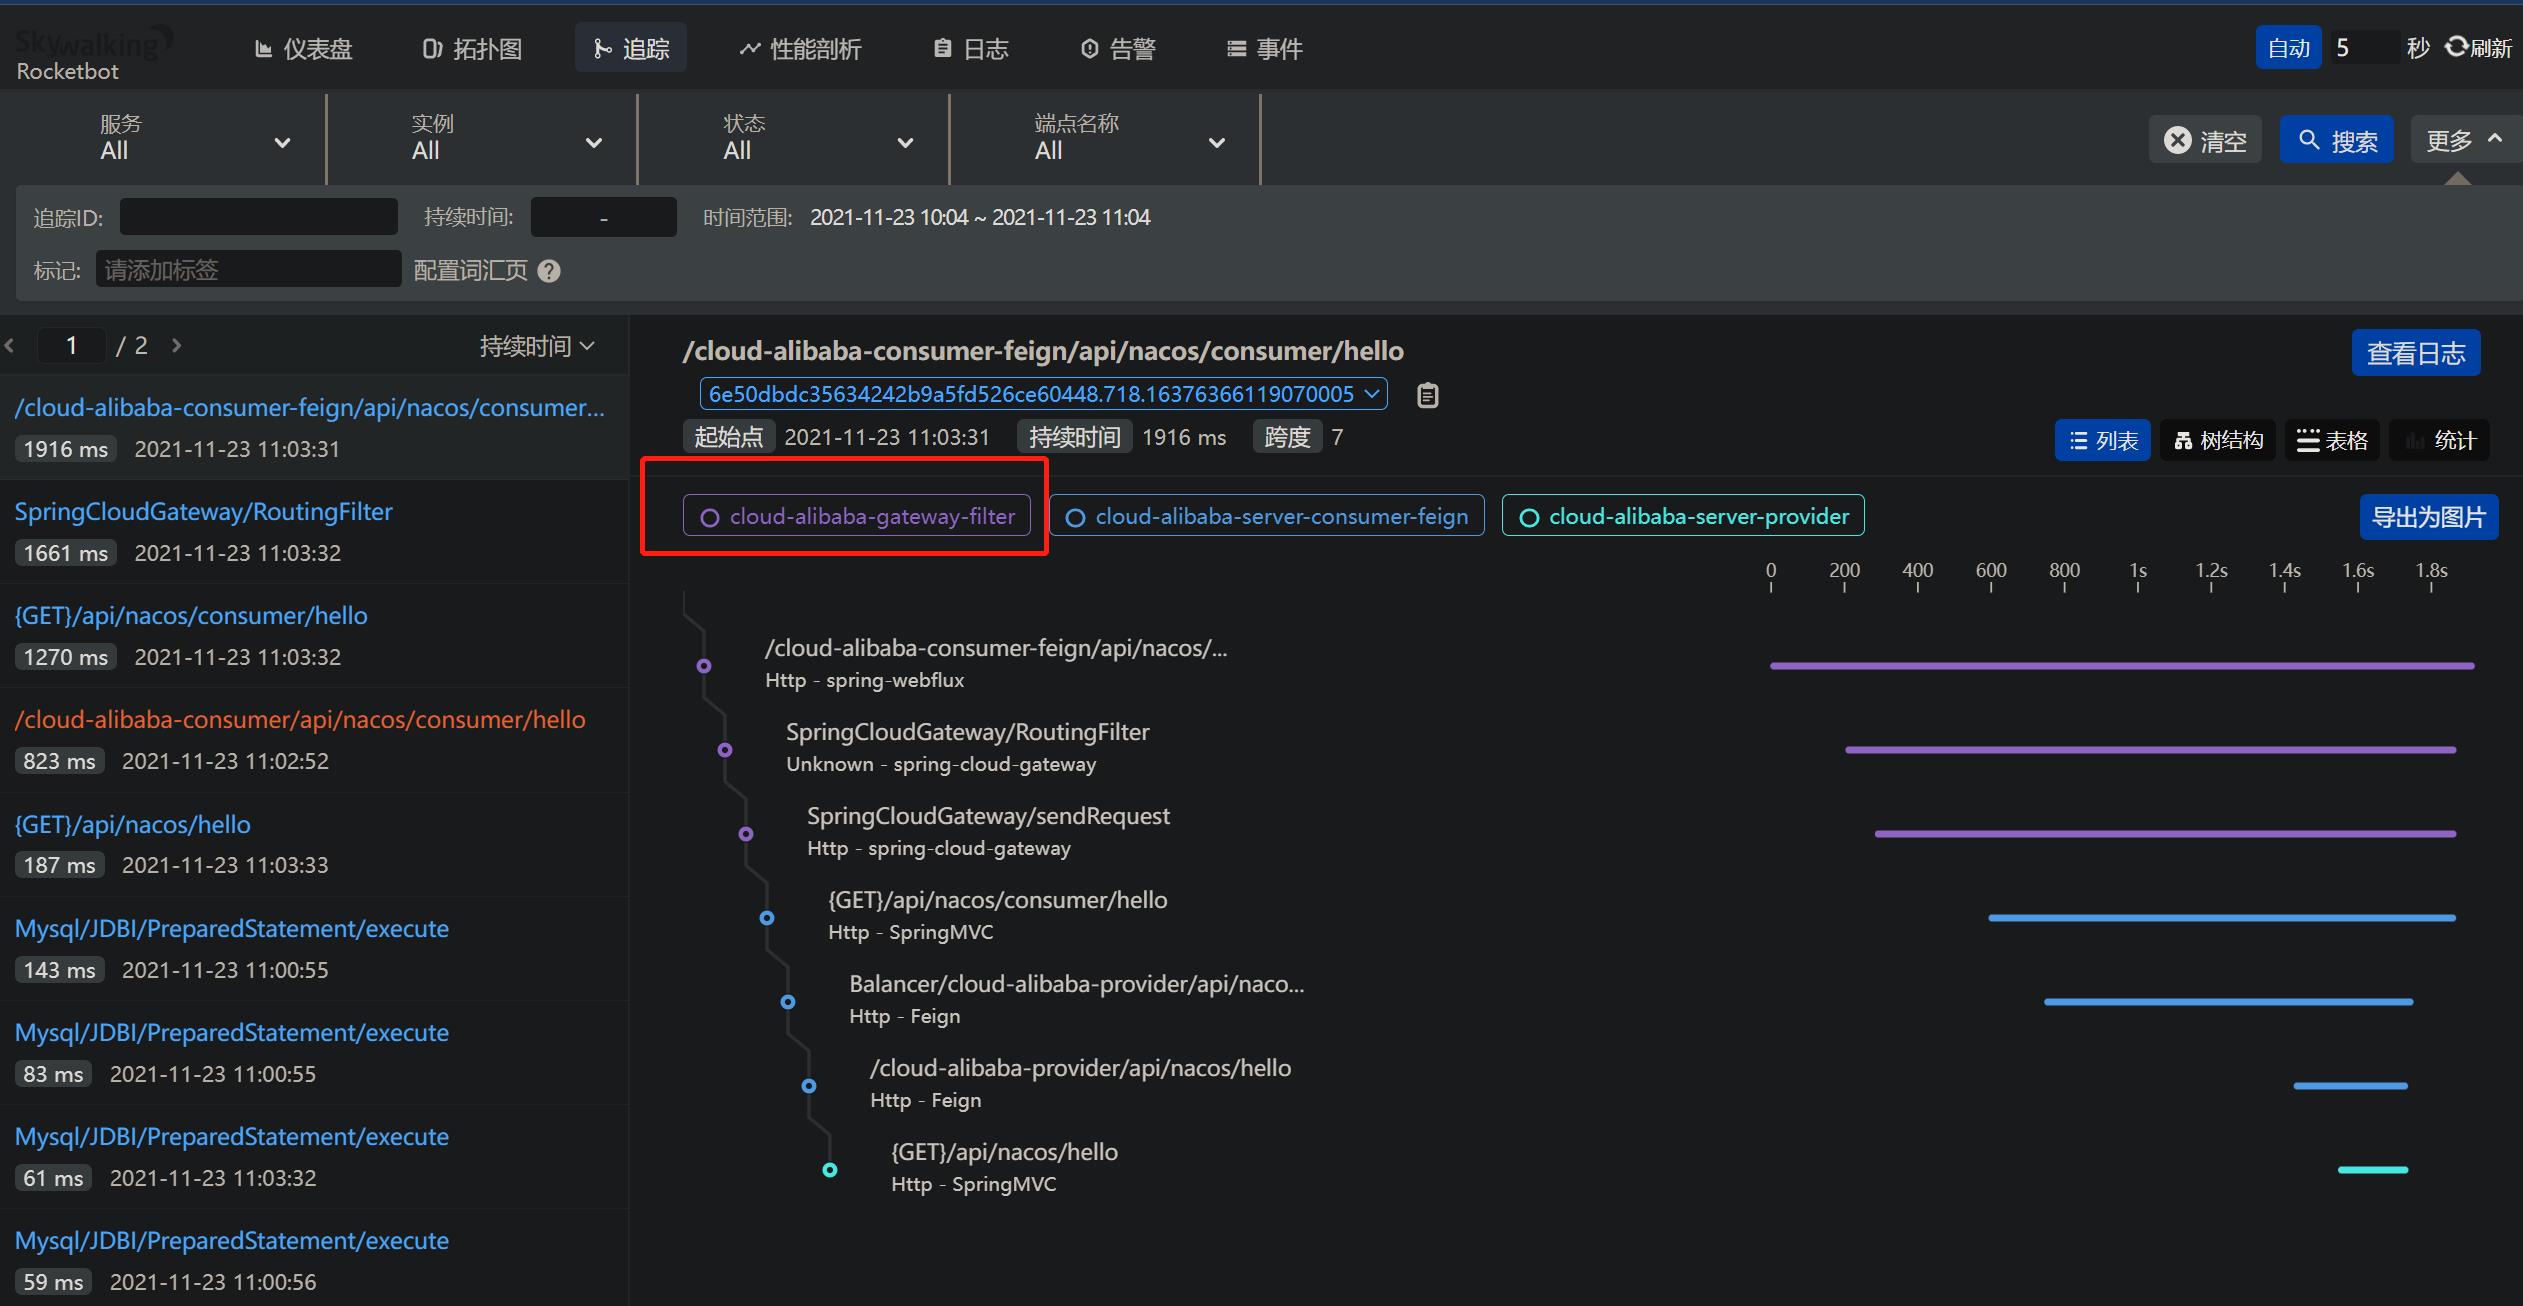 Skywalking
Rocketbot
仪表盘
拓扑图
追踪
性能剖析
日志
告警
事件
自动 5 秒 刷新
服务
All
实例
All
状态
All
端点名称
All
清空
搜索
更多
追踪ID:
持续时间: -
时间范围: 2021-11-23 10:04 ~ 2021-11-23 11:04
标记: 请添加标签 配置词汇页 ?
1 / 2 持续时间
/cloud-alibaba-consumer-feign/api/nacos/consumer...
1916 ms 2021-11-23 11:03:31
SpringCloudGateway/RoutingFilter
1661 ms 2021-11-23 11:03:32
{GET}/api/nacos/consumer/hello
1270 ms 2021-11-23 11:03:32
/cloud-alibaba-consumer/api/nacos/consumer/hello
823 ms 2021-11-23 11:02:52
{GET}/api/nacos/hello
187 ms 2021-11-23 11:03:33
Mysql/JDBI/PreparedStatement/execute
143 ms 2021-11-23 11:00:55
Mysql/JDBI/PreparedStatement/execute
83 ms 2021-11-23 11:00:55
Mysql/JDBI/PreparedStatement/execute
61 ms 2021-11-23 11:03:32
Mysql/JDBI/PreparedStatement/execute
59 ms 2021-11-23 11:00:56
/cloud-alibaba-consumer-feign/api/nacos/consumer/hello
查看日志
6e50dbdc35634242b9a5fd526ce60448.718.16376366119070005
起始点 2021-11-23 11:03:31 持续时间 1916 ms 跨度 7
列表 树结构 表格 统计
cloud-alibaba-gateway-filter cloud-alibaba-server-consumer-feign cloud-alibaba-server-provider
导出为图片
0 200 400 600 800 1s 1.2s 1.4s 1.6s 1.8s
/cloud-alibaba-consumer-feign/api/nacos/...
Http - spring-webflux
SpringCloudGateway/RoutingFilter
Unknown - spring-cloud-gateway
SpringCloudGateway/sendRequest
Http - spring-cloud-gateway
{GET}/api/nacos/consumer/hello
Http - SpringMVC
Balancer/cloud-alibaba-provider/api/naco...
Http - Feign
/cloud-alibaba-provider/api/nacos/hello
Http - Feign
{GET}/api/nacos/hello
Http - SpringMVC